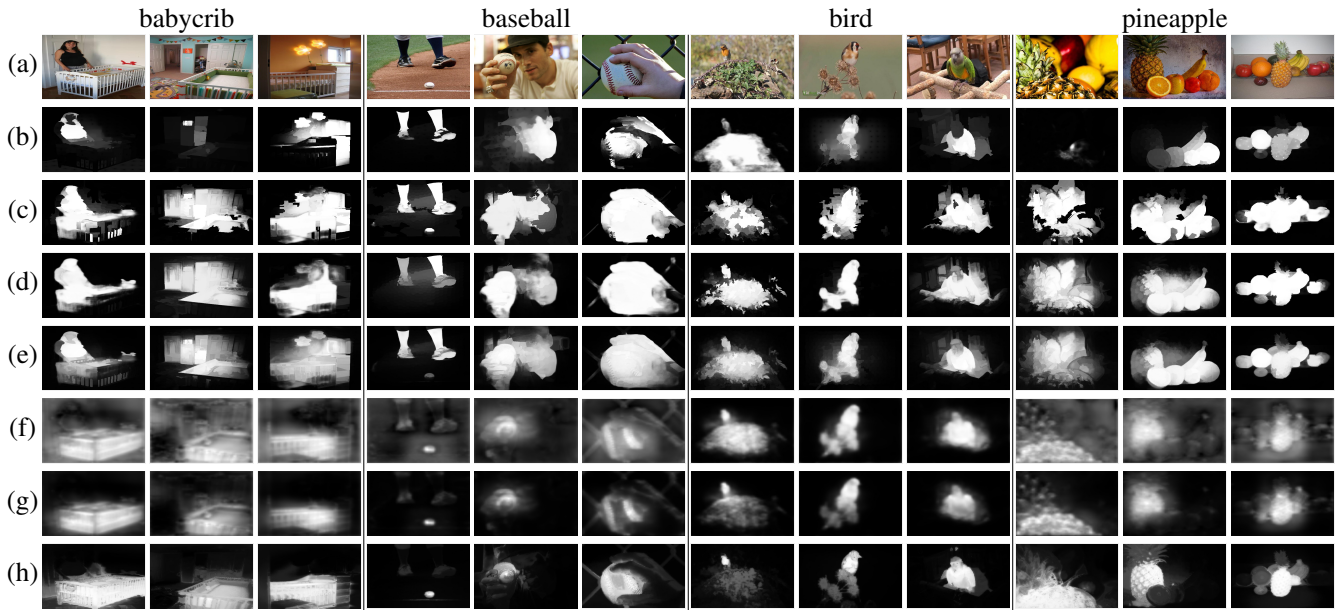 babycrib baseball bird pineapple
(a)
(b)
(c)
(d)
(e)
(f)
(g)
(h)